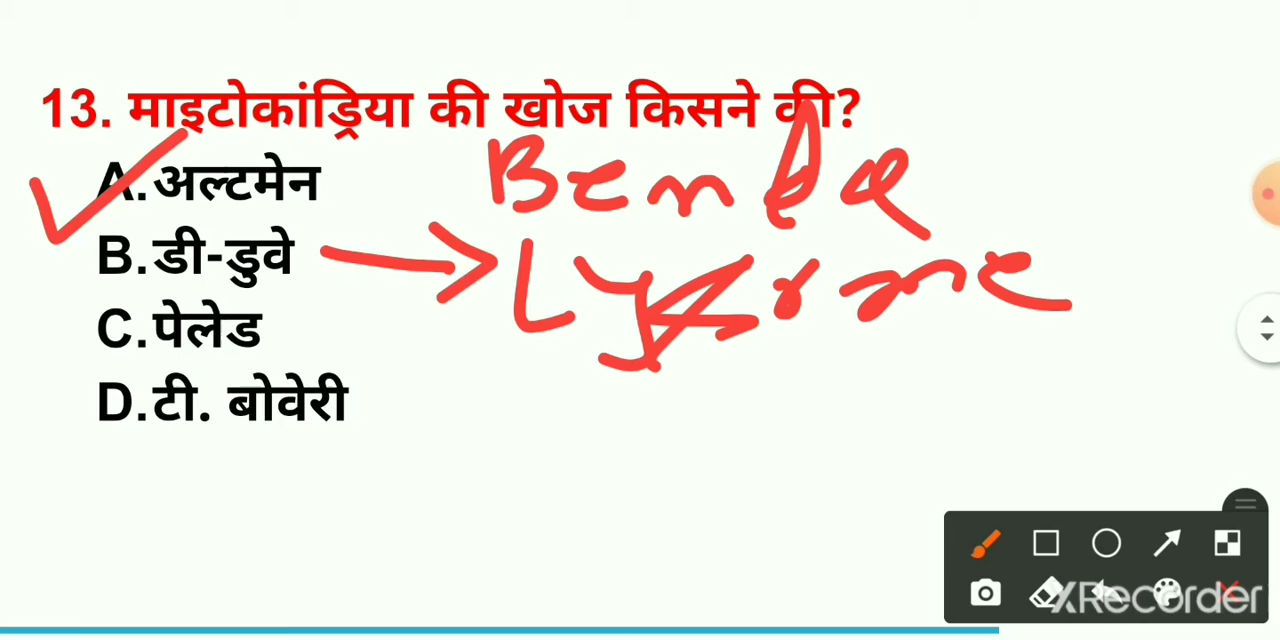 13. माइटोकांड्रिया की खोज किसने की?
A.अल्टमेन
Benda
B.डी-डुवे
C.पेलेड
D.टी. बोवेरी
XRecorder